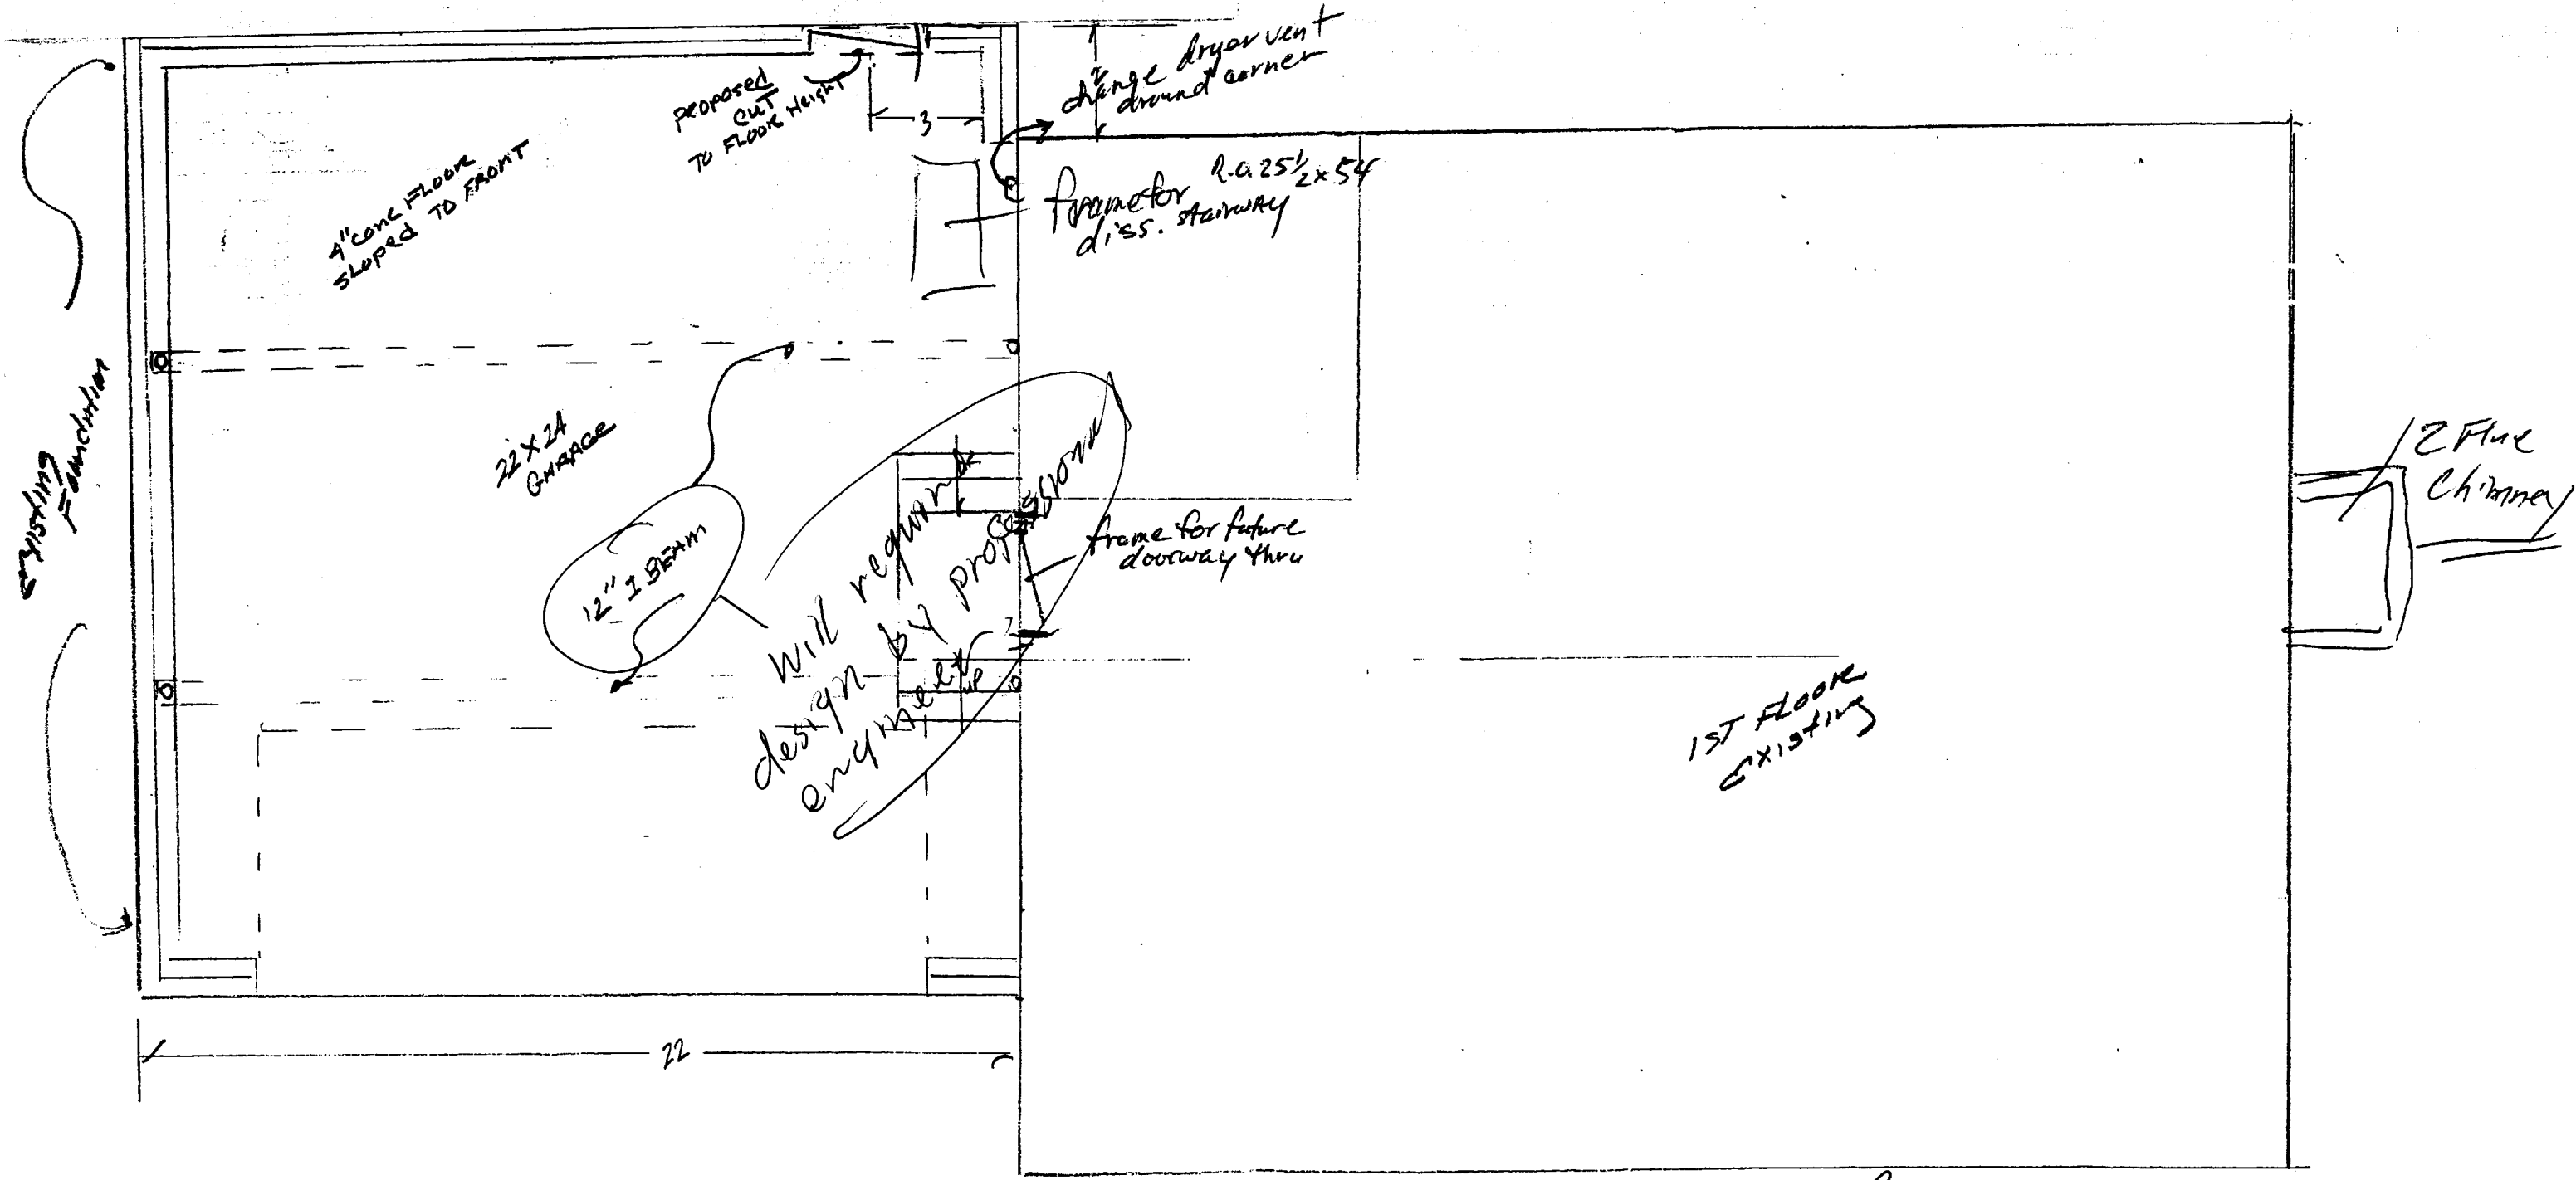 change dryer vent
around corner
2
proposed
CUT
TO FLOOR HEIGHT
3
4" CONC FLOOR
SLOPED TO FRONT
frame for R.O. 25 1/2 x 54
diss. stairway
Existing
Foundation
22 X 24
GARAGE
12" I BEAM
will require
design by professional
engineer
up
frame for future
doorway thru
2 Flue
Chimney
1ST FLOOR
Existing
22